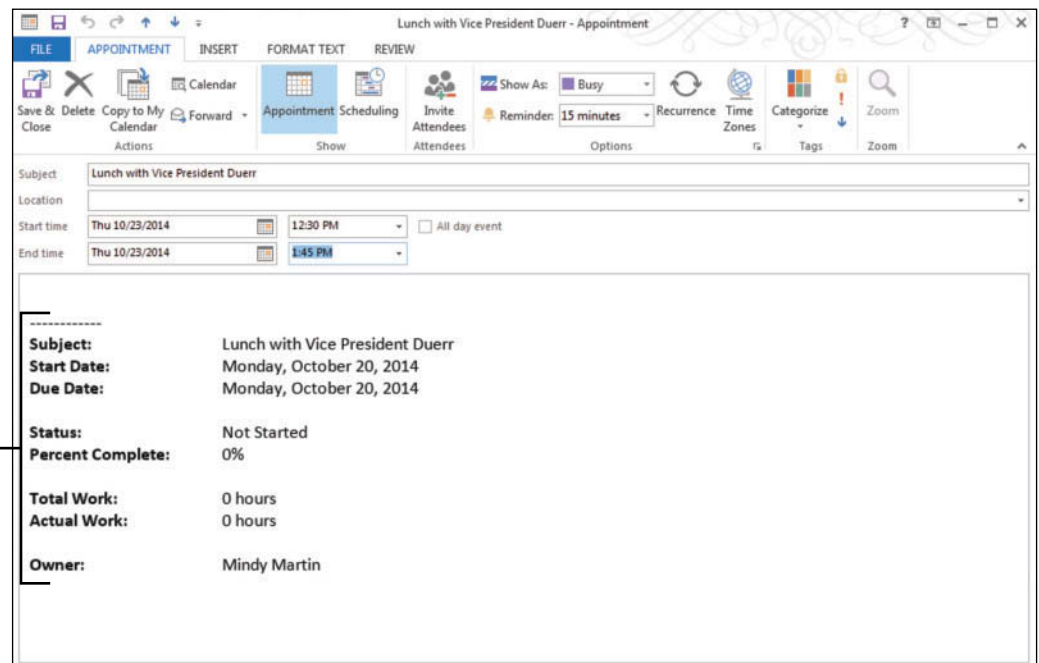 Lunch with Vice President Duerr - Appointment ?
FILE APPOINTMENT INSERT FORMAT TEXT REVIEW
Save & Close
Delete
Copy to My Calendar
Calendar
Forward
Actions
Appointment
Scheduling
Show
Invite Attendees
Attendees
Show As: Busy
Reminder: 15 minutes
Recurrence
Time Zones
Options
Categorize
!
Tags
Zoom
Zoom
Subject Lunch with Vice President Duerr
Location
Start time Thu 10/23/2014 12:30 PM All day event
End time Thu 10/23/2014 1:45 PM
------------
Subject: Lunch with Vice President Duerr
Start Date: Monday, October 20, 2014
Due Date: Monday, October 20, 2014
Status: Not Started
Percent Complete: 0%
Total Work: 0 hours
Actual Work: 0 hours
Owner: Mindy Martin